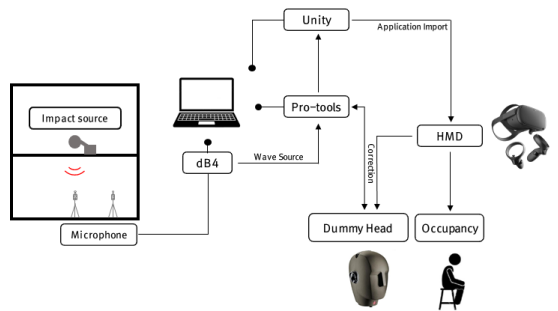 Unity
Application Import
Impact source
Pro-tools
HMD
dB4
Wave Source
Correction
Microphone
Dummy Head
Occupancy